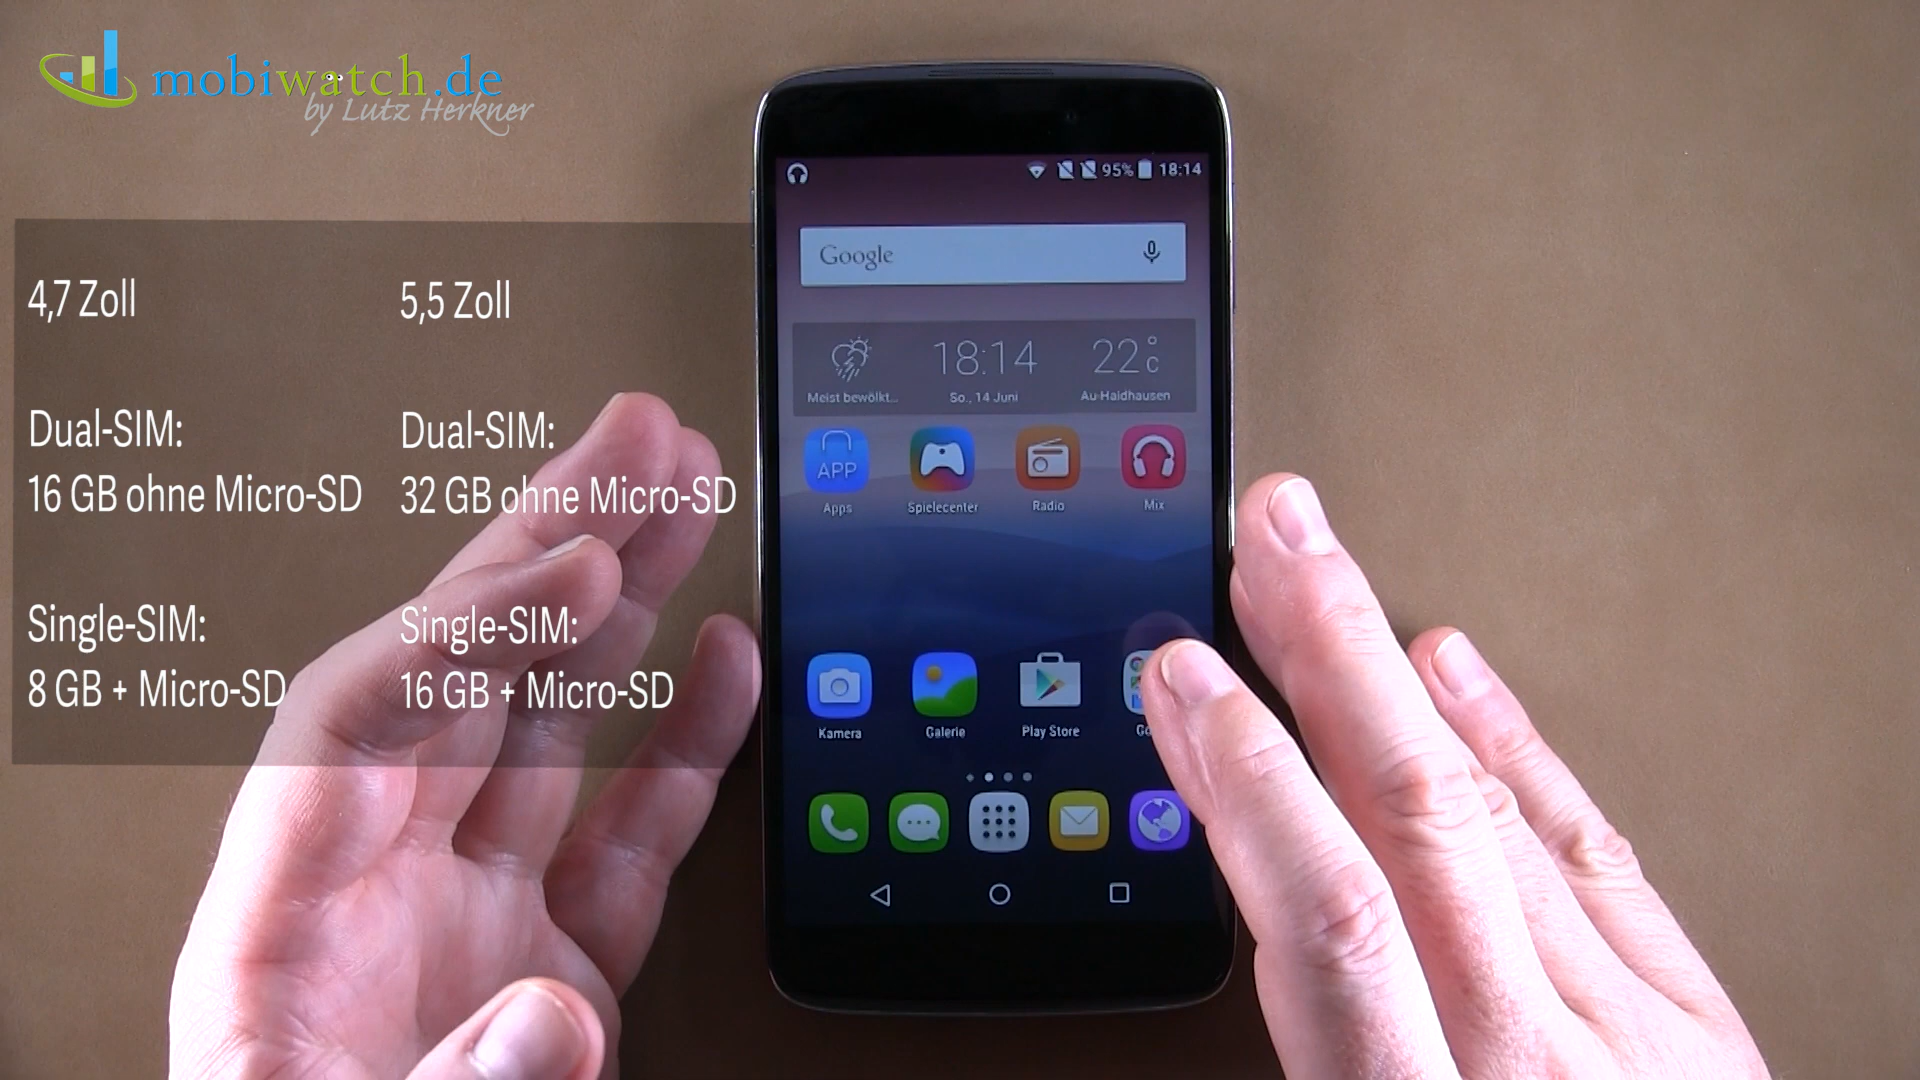 mobiwatch.de
by Lutz Herkner
4,7 Zoll
5,5 Zoll
Dual-SIM:
16 GB ohne Micro-SD
Dual-SIM:
32 GB ohne Micro-SD
Single-SIM:
8 GB + Micro-SD
Single-SIM:
16 GB + Micro-SD
95% 18:14
Google
18:14
22°C
Meist bewölkt...
So., 14 Juni
Au-Haidhausen
APP
Apps
Spielecenter
Radio
Mix
Kamera
Galerie
Play Store